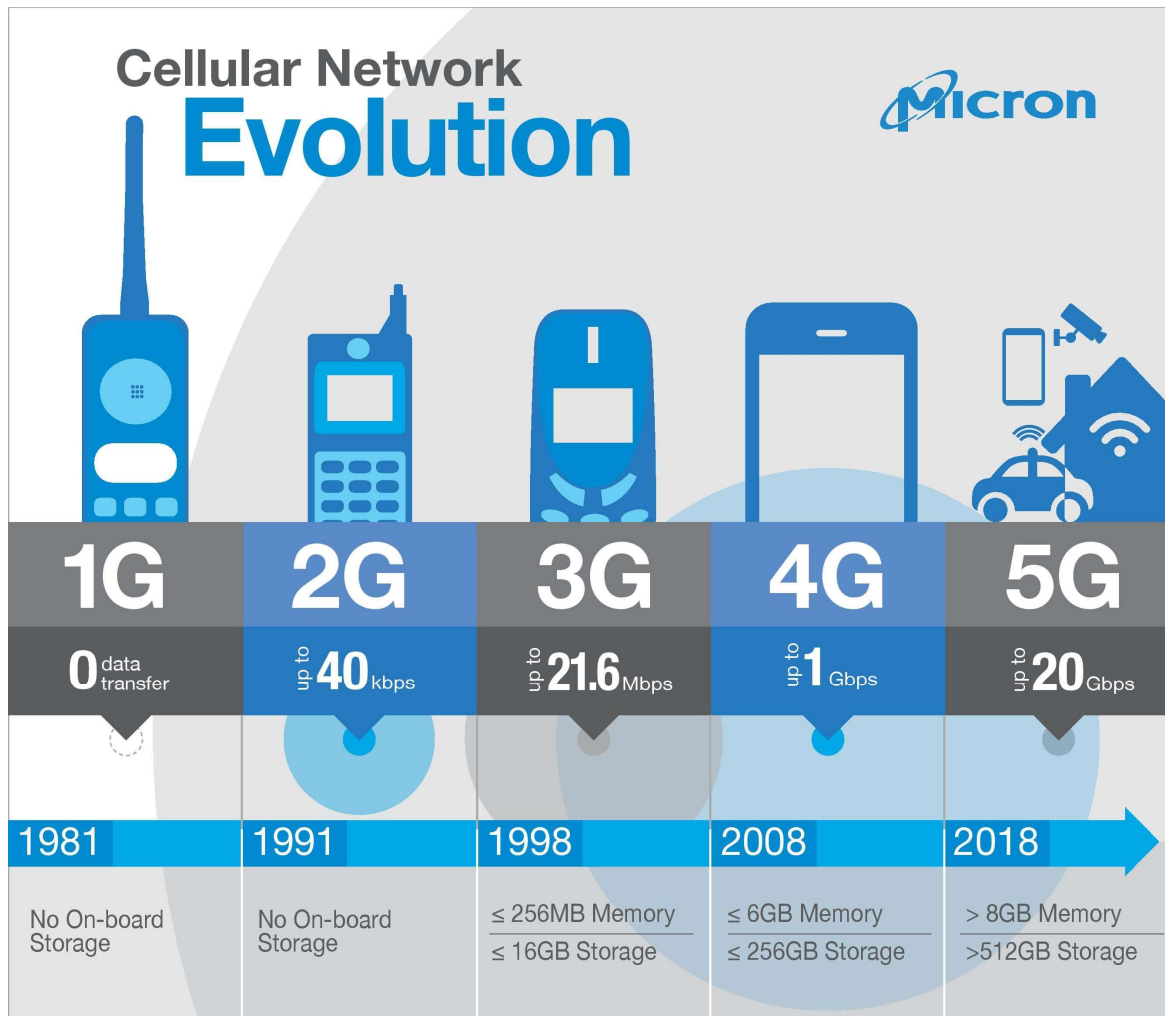 Cellular Network
Evolution
Micron
1G
2G
3G
4G
5G
0 data transfer
up to 40 kbps
up to 21.6 Mbps
up to 1 Gbps
up to 20 Gbps
1981
1991
1998
2008
2018
No On-board
Storage
No On-board
Storage
≤ 256MB Memory
≤ 16GB Storage
≤ 6GB Memory
≤ 256GB Storage
> 8GB Memory
>512GB Storage